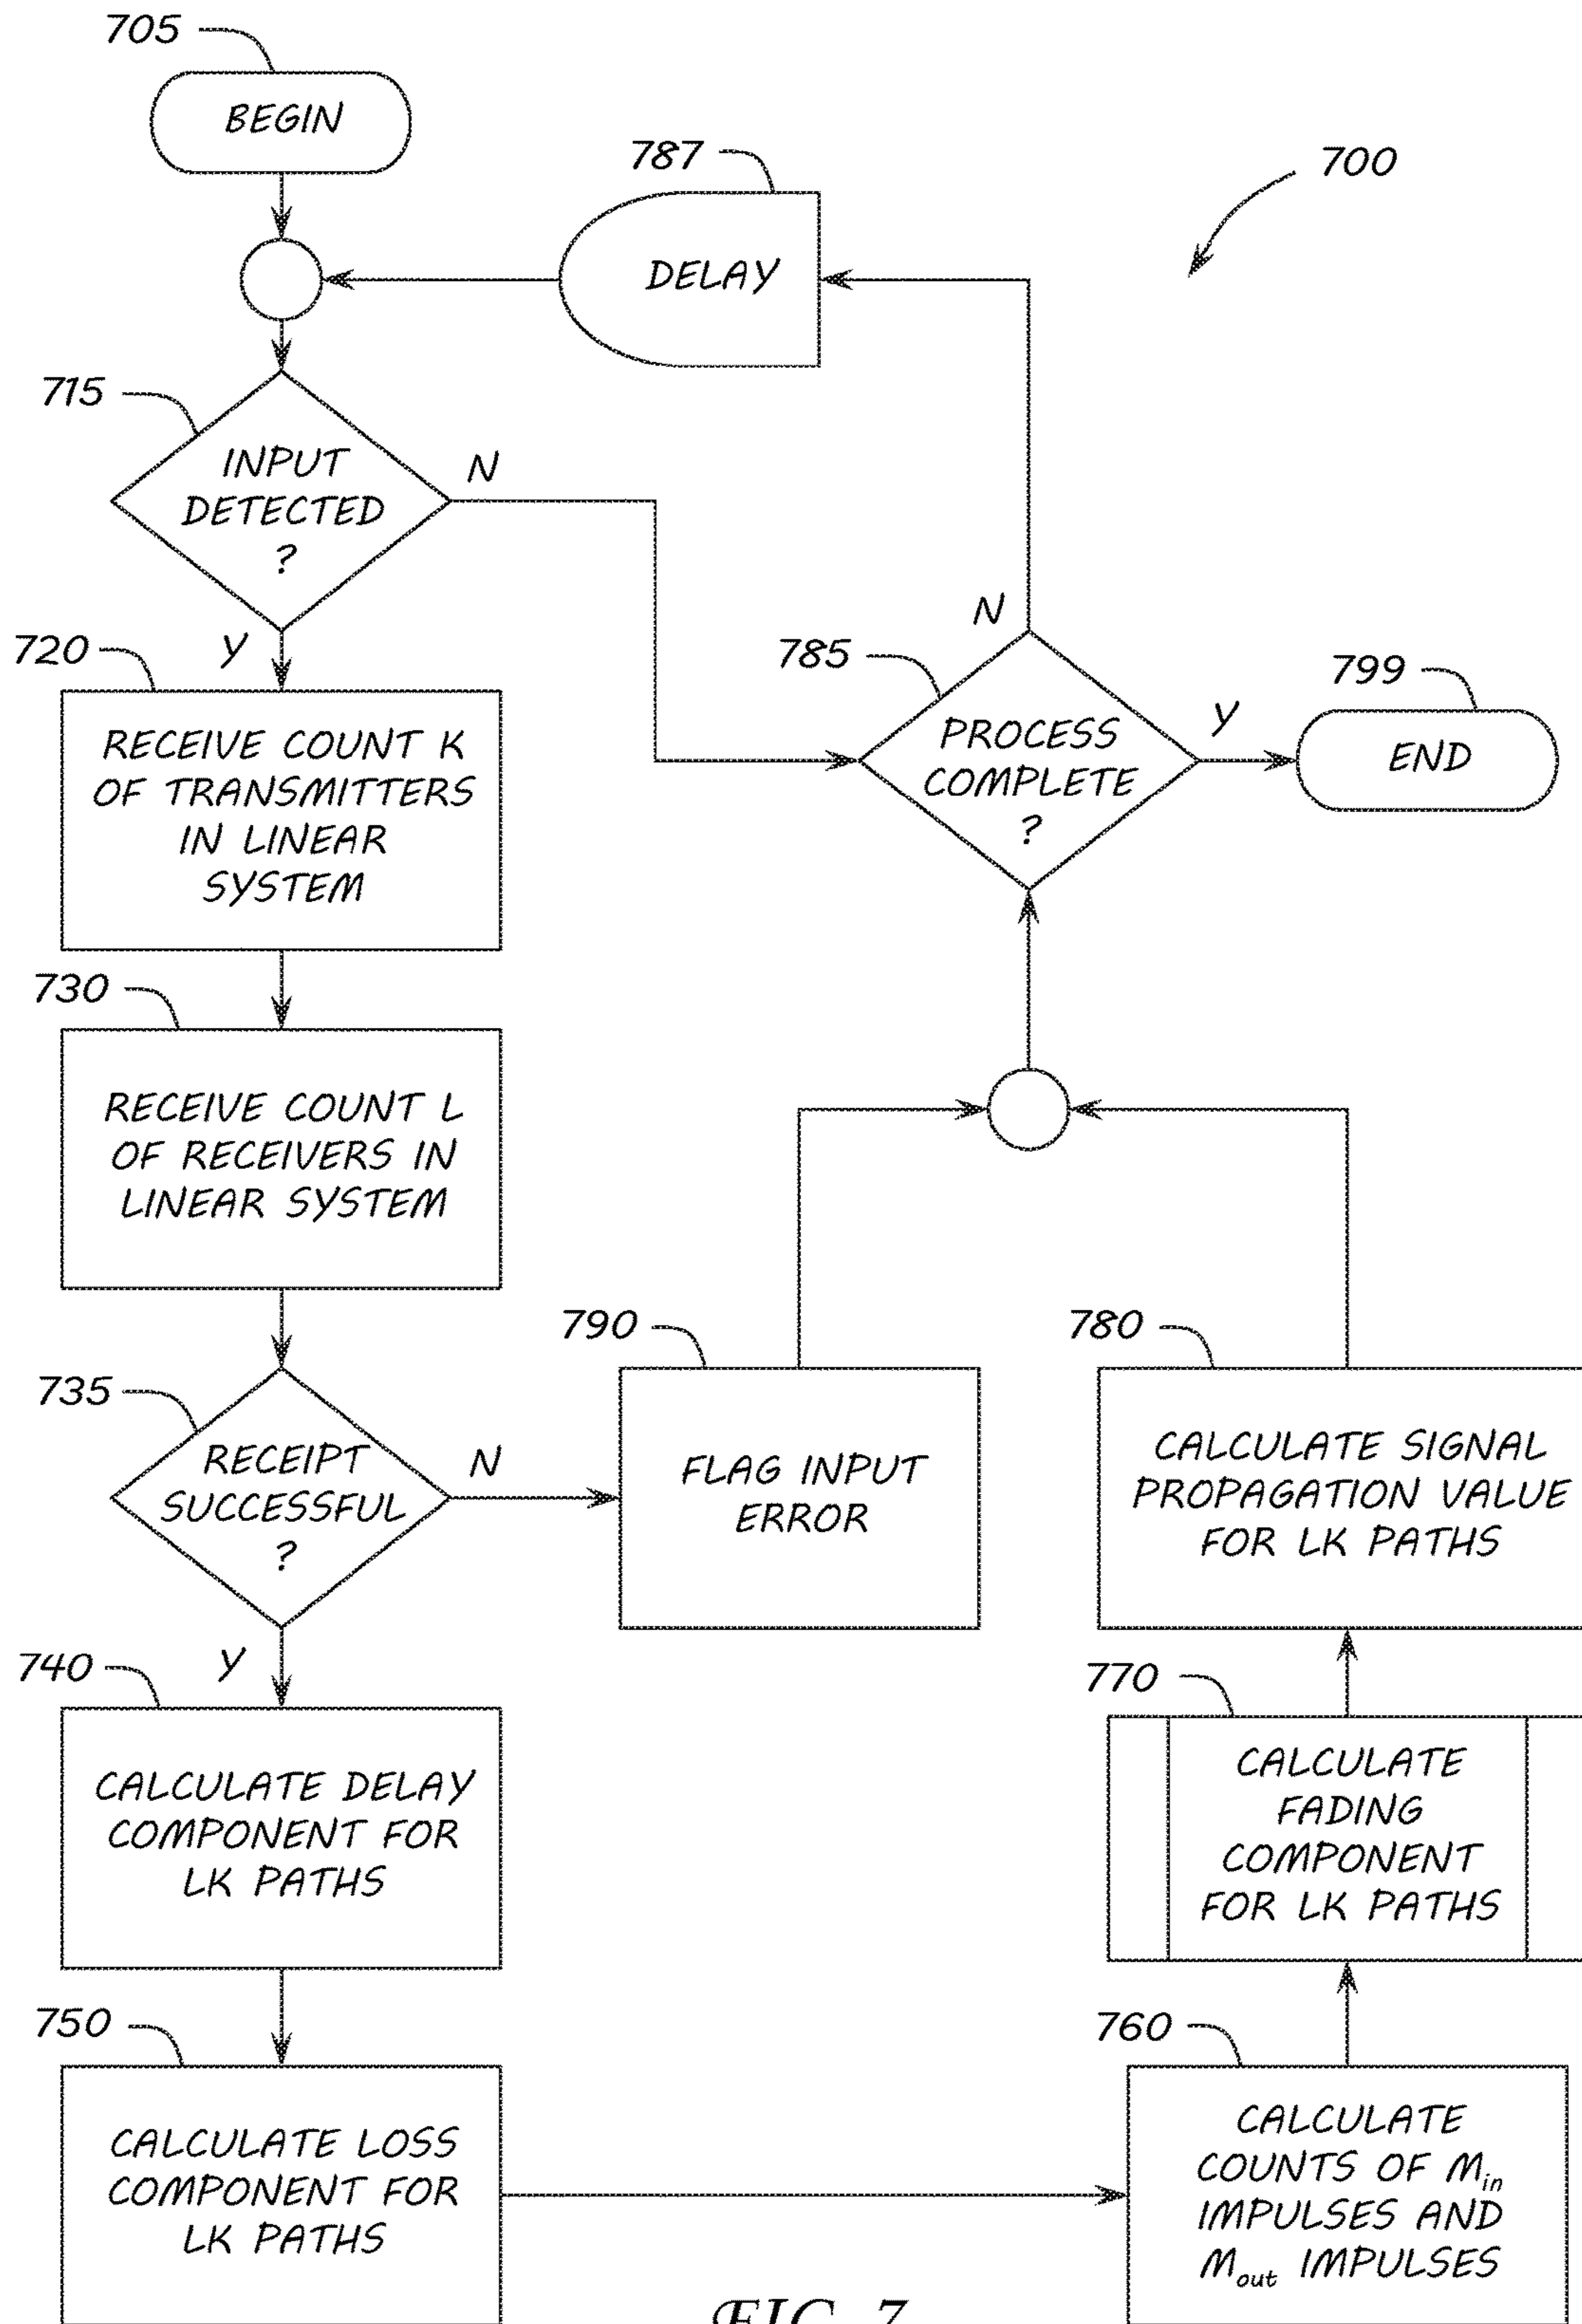 705
BEGIN
787
DELAY
700
715
INPUT
DETECTED
?
N
Y
720
RECEIVE COUNT K
OF TRANSMITTERS
IN LINEAR
SYSTEM
N
785
PROCESS
COMPLETE
?
Y
799
END
730
RECEIVE COUNT L
OF RECEIVERS IN
LINEAR SYSTEM
735
RECEIPT
SUCCESSFUL
?
N
Y
790
FLAG INPUT
ERROR
780
CALCULATE SIGNAL
PROPAGATION VALUE
FOR LK PATHS
740
CALCULATE DELAY
COMPONENT FOR
LK PATHS
770
CALCULATE
FADING
COMPONENT
FOR LK PATHS
750
CALCULATE LOSS
COMPONENT FOR
LK PATHS
760
CALCULATE
COUNTS OF Min
IMPULSES AND
Mout IMPULSES
FIG. 7